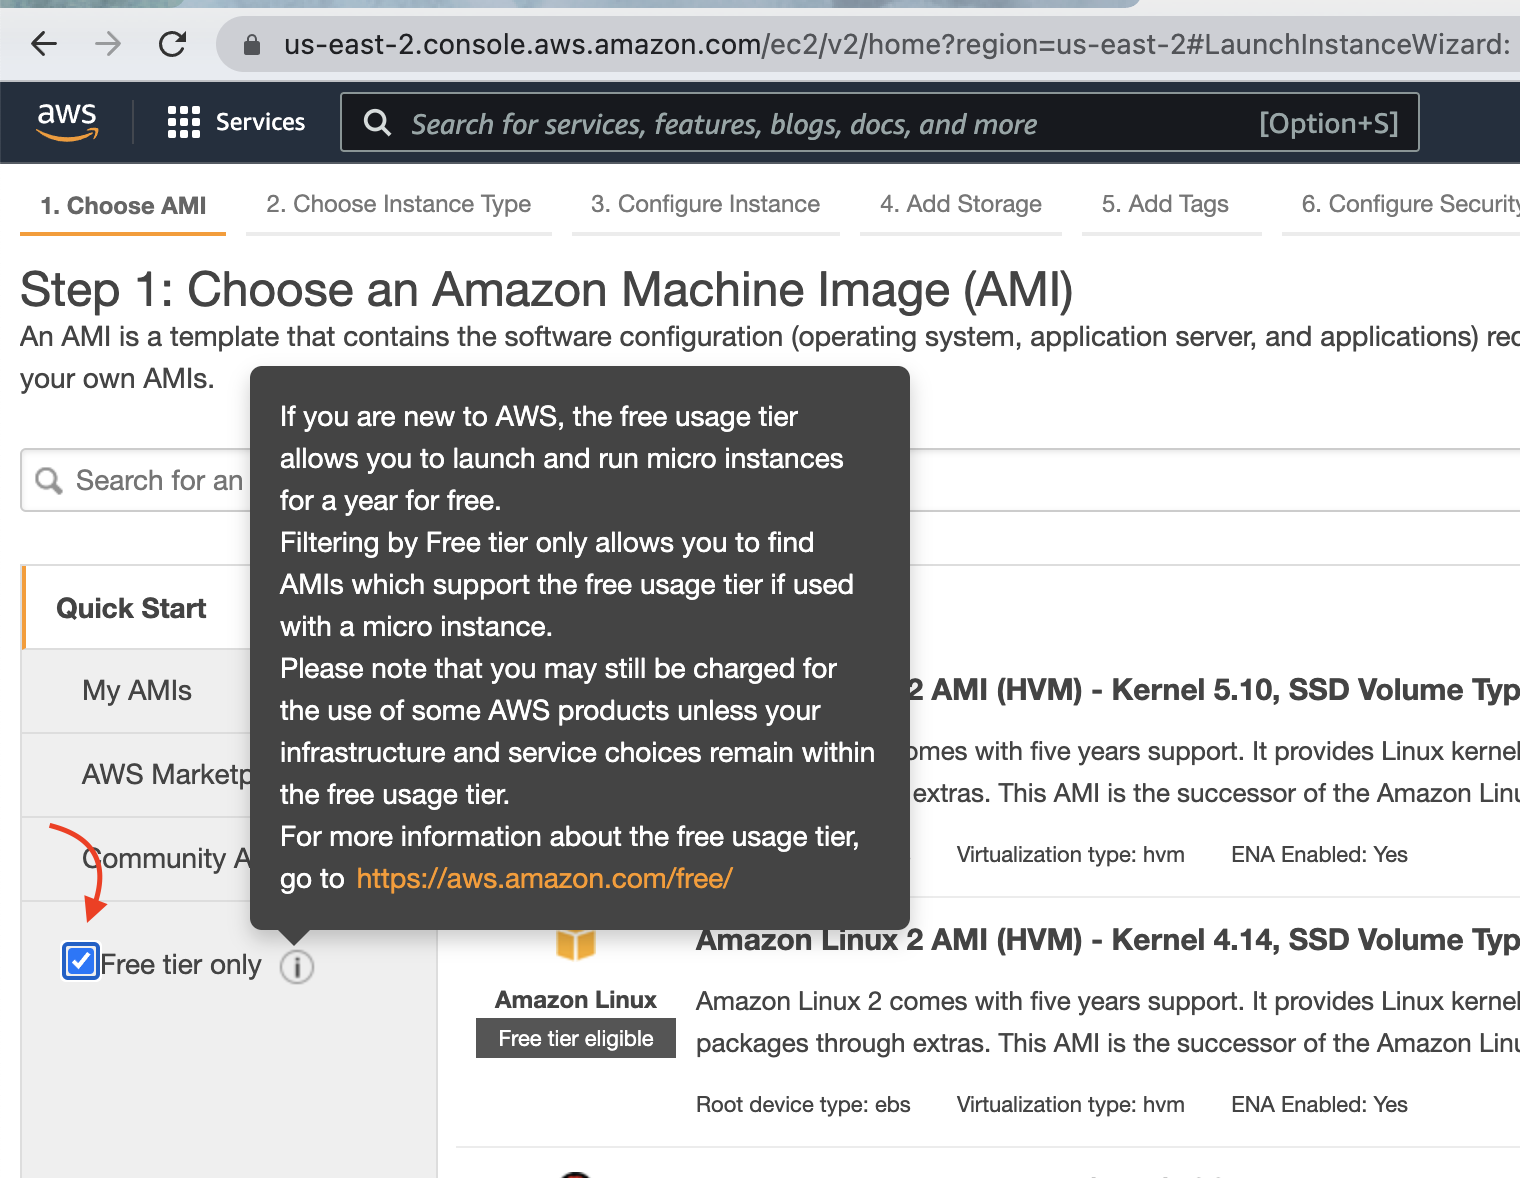 us-east-2.console.aws.amazon.com/ec2/v2/home?region=us-east-2#LaunchInstanceWizard:
aws
Services
Search for services, features, blogs, docs, and more
[Option+S]
1. Choose AMI
2. Choose Instance Type
3. Configure Instance
4. Add Storage
5. Add Tags
6. Configure Security
Step 1: Choose an Amazon Machine Image (AMI)
An AMI is a template that contains the software configuration (operating system, application server, and applications)
your own AMIs.
If you are new to AWS, the free usage tier
allows you to launch and run micro instances
for a year for free.
Filtering by Free tier only allows you to find
AMIs which support the free usage tier if used
with a micro instance.
Please note that you may still be charged for
the use of some AWS products unless your
infrastructure and service choices remain within
the free usage tier.
For more information about the free usage tier,
go to https://aws.amazon.com/free/
Search for an
Quick Start
My AMIs
AWS Marketp
Community A
Free tier only
2 AMI (HVM) - Kernel 5.10, SSD Volume Typ
omes with five years support. It provides Linux kernel
extras. This AMI is the successor of the Amazon Linu
Virtualization type: hvm
ENA Enabled: Yes
Amazon Linux
Free tier eligible
Amazon Linux 2 AMI (HVM) - Kernel 4.14, SSD Volume Typ
Amazon Linux 2 comes with five years support. It provides Linux kernel
packages through extras. This AMI is the successor of the Amazon Linu
Root device type: ebs
Virtualization type: hvm
ENA Enabled: Yes